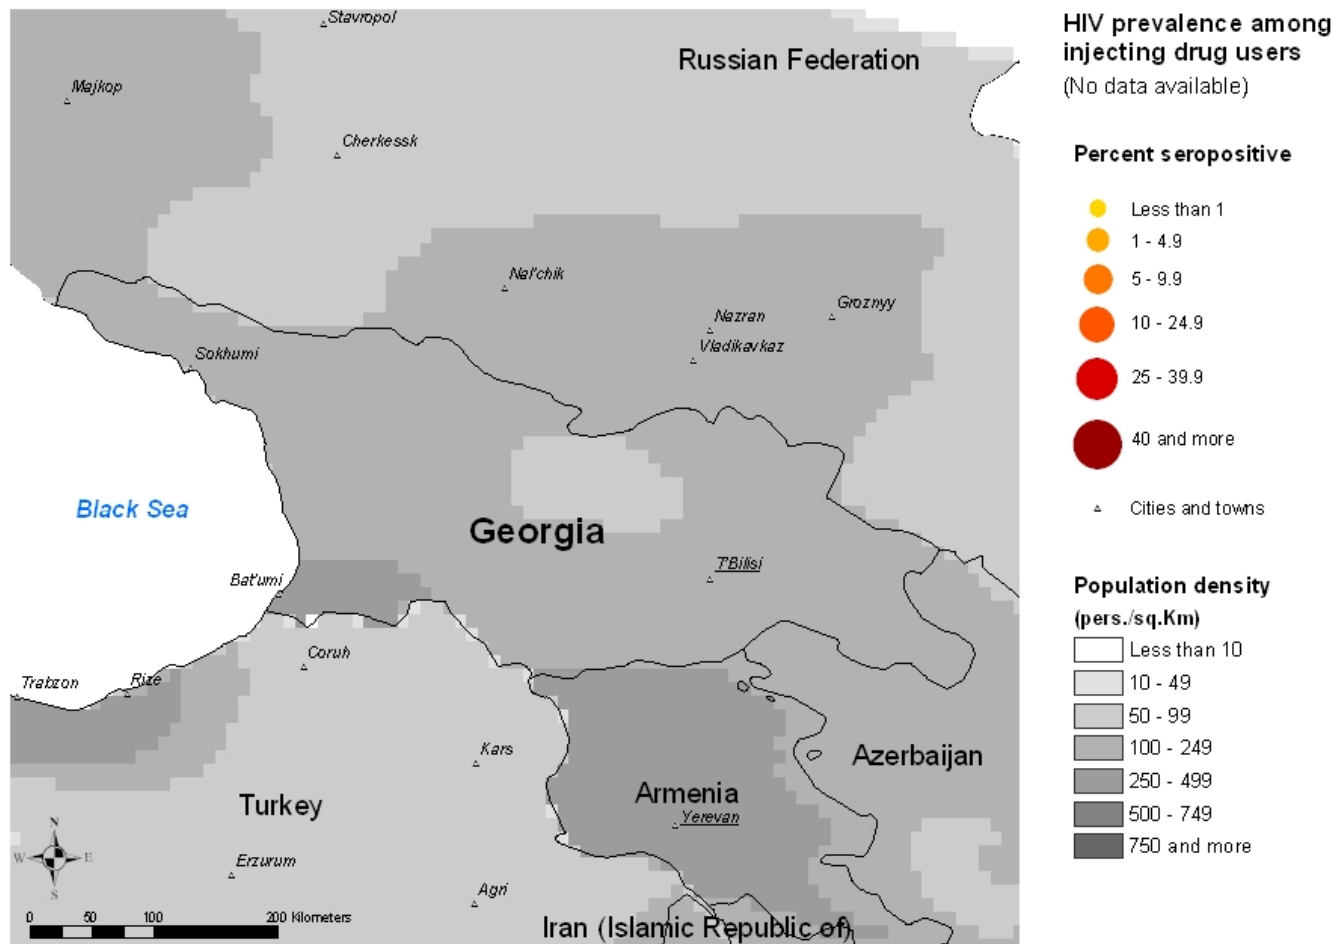 Stavropol
Russian Federation
Majkop
Cherkessk
Nal'chik
Groznyy
Nazran
Vladikavkaz
Sokhumi
Black Sea
Georgia
T'Bilisi
Bat'umi
Coruh
Rize
Trabzon
Kars
Azerbaijan
Armenia
Turkey
Yerevan
N
W E
S
Erzurum
Agri
0 50 100 200 Kilometers
Iran (Islamic Republic of)
HIV prevalence among
injecting drug users
(No data available)
Percent seropositive
Less than 1
1 - 4.9
5 - 9.9
10 - 24.9
25 - 39.9
40 and more
Cities and towns
Population density
(pers./sq.Km)
Less than 10
10 - 49
50 - 99
100 - 249
250 - 499
500 - 749
750 and more